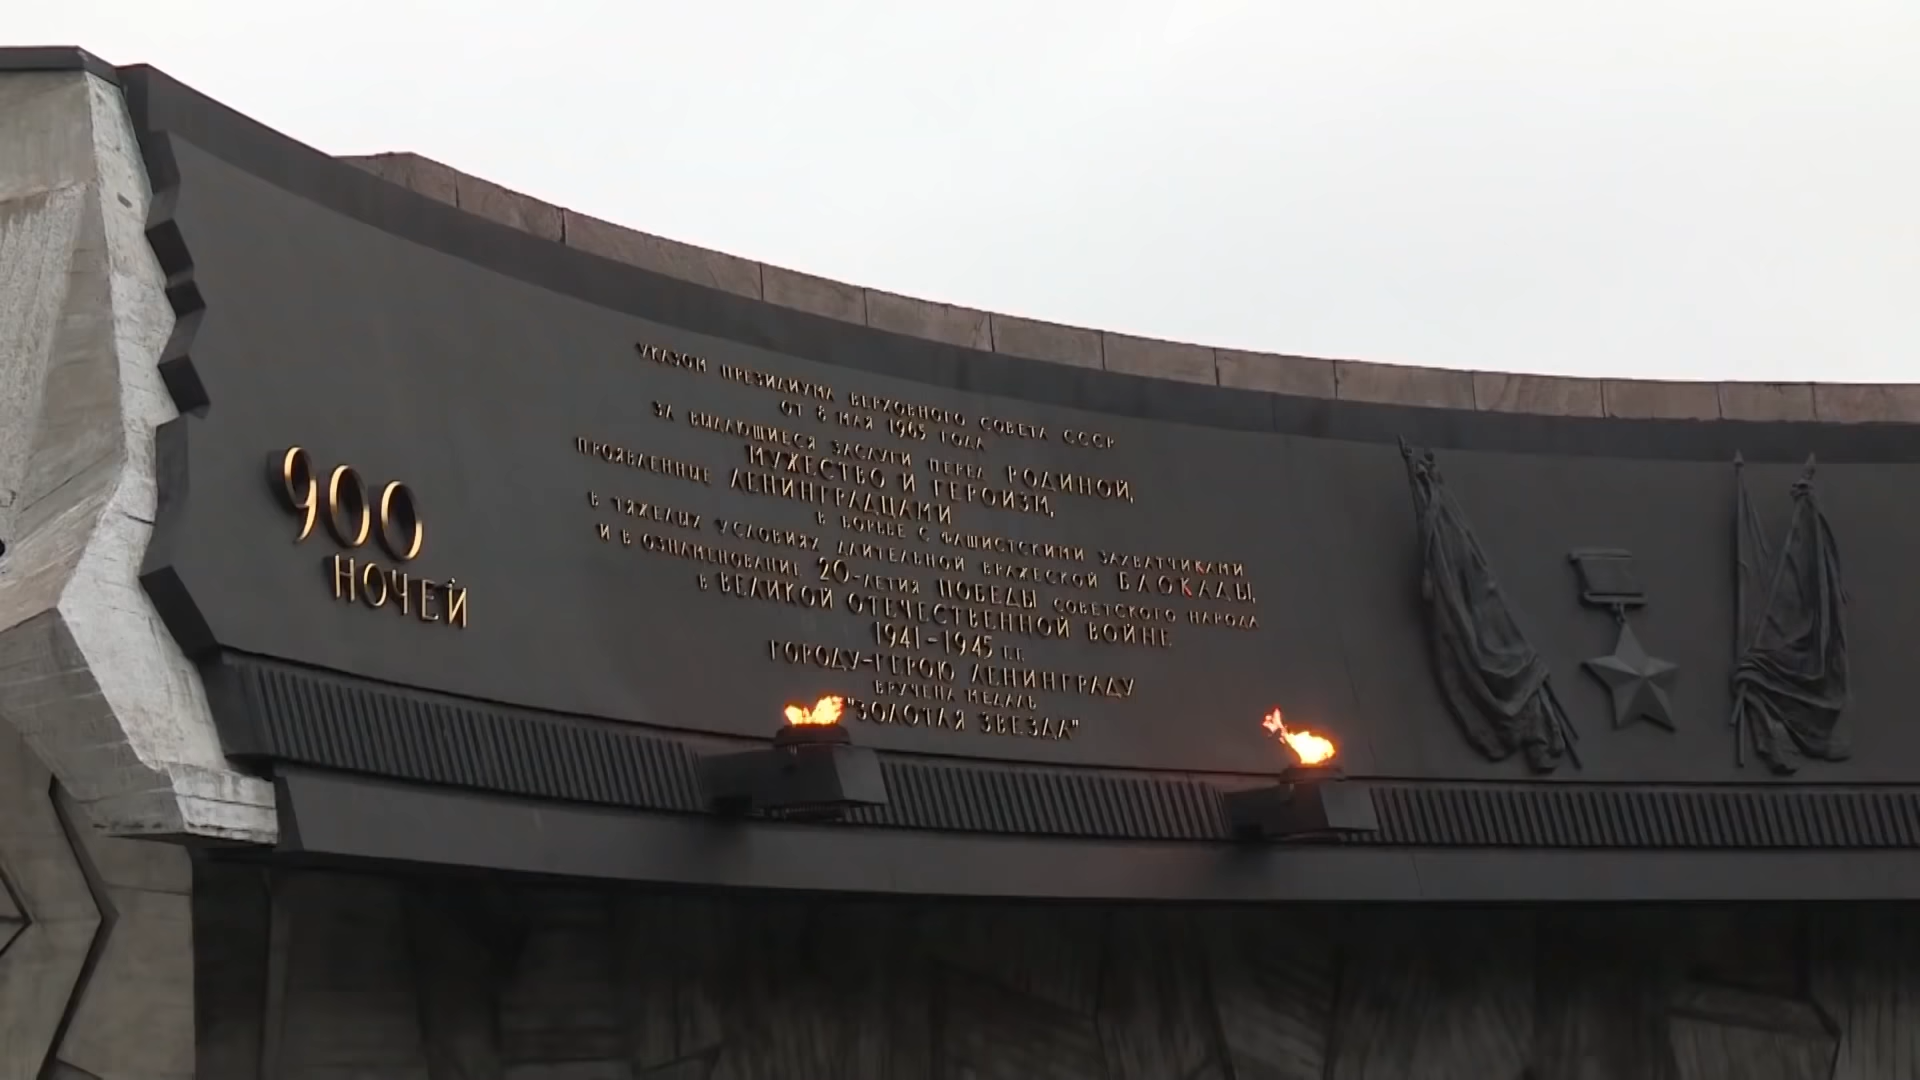 900
НОЧЕЙ
УКАЗОМ ПРЕЗИДИУМА ВЕРХОВНОГО СОВЕТА СССР
ОТ 8 МАЯ 1965 ГОДА
ЗА ВЫДАЮЩИЕСЯ ЗАСЛУГИ ПЕРЕД РОДИНОЙ,
МУЖЕСТВО И ГЕРОИЗМ,
ПРОЯВЛЕННЫЕ ЛЕНИНГРАДЦАМИ
В БОРЬБЕ С ФАШИСТСКИМИ ЗАХВАТЧИКАМИ
В ТЯЖЕЛЫХ УСЛОВИЯХ ДЛИТЕЛЬНОЙ ВРАЖЕСКОЙ БЛОКАДЫ,
И В ОЗНАМЕНОВАНИЕ 20-ЛЕТИЯ ПОБЕДЫ СОВЕТСКОГО НАРОДА
В ВЕЛИКОЙ ОТЕЧЕСТВЕННОЙ ВОЙНЕ
1941-1945 ГГ.
ГОРОДУ-ГЕРОЮ ЛЕНИНГРАДУ
ВРУЧЕНА МЕДАЛЬ
"ЗОЛОТАЯ ЗВЕЗДА"